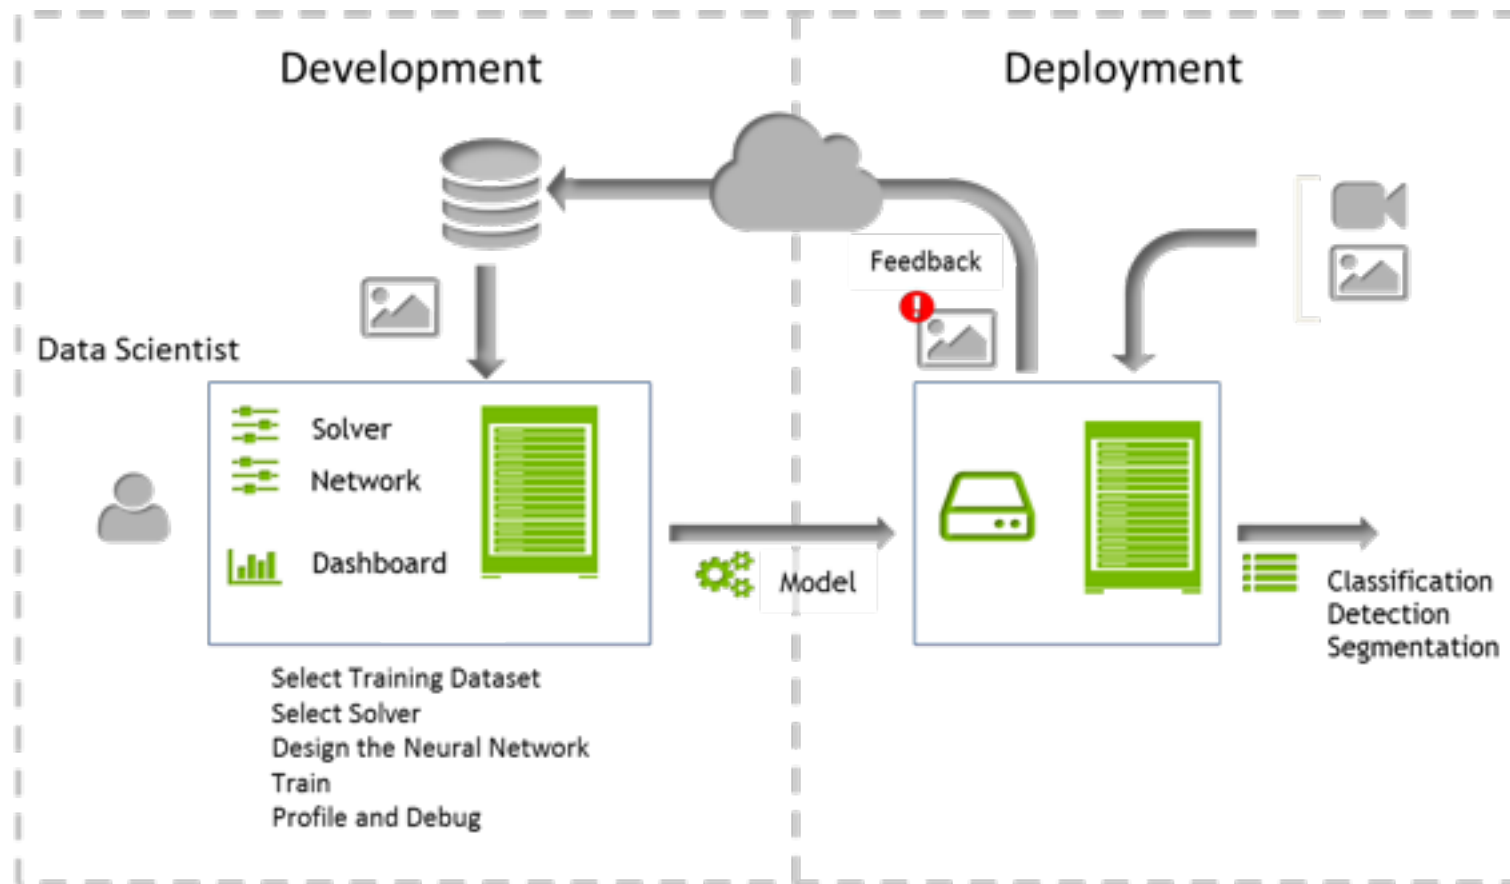 Development
Deployment
Feedback
Data Scientist
Solver
Network
Dashboard
Model
Classification
Detection
Segmentation
Select Training Dataset
Select Solver
Design the Neural Network
Train
Profile and Debug